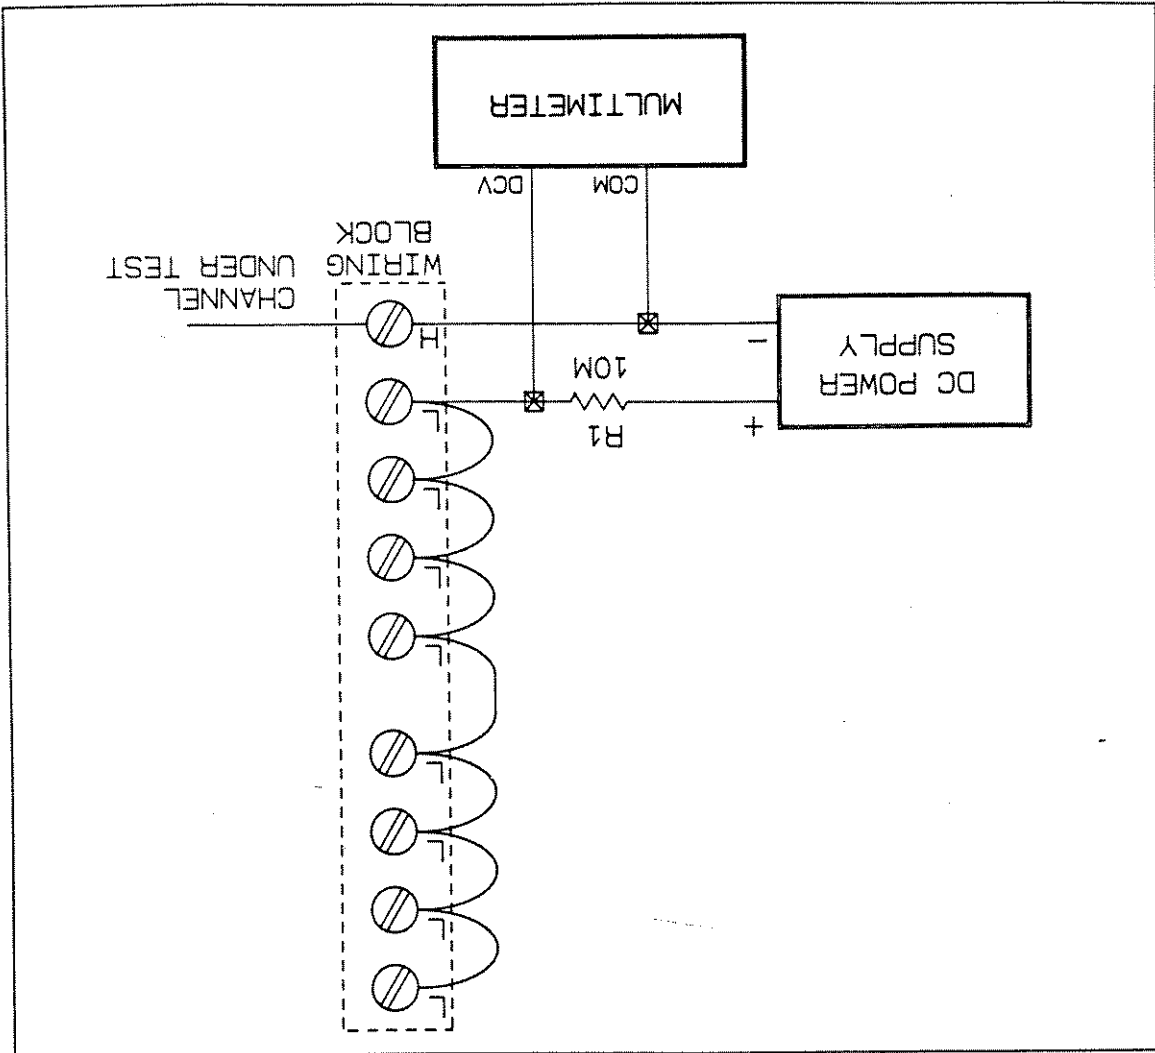 L
L
L
L
L
L
L
L
+
R1
10M
DC POWER
SUPPLY
-
H
CHANNEL
UNDER TEST
WIRING
BLOCK
COM
DCV
MULTIMETER